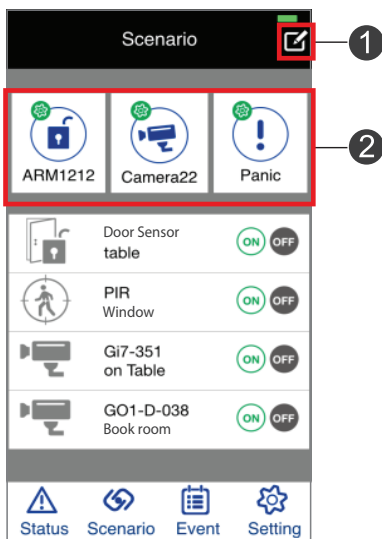 Scenario
1
ARM1212 Camera22 Panic
2
Door Sensor
table
ON OFF
PIR
Window
ON OFF
Gi7-351
on Table
ON OFF
GO1-D-038
Book room
ON OFF
Status Scenario Event Setting